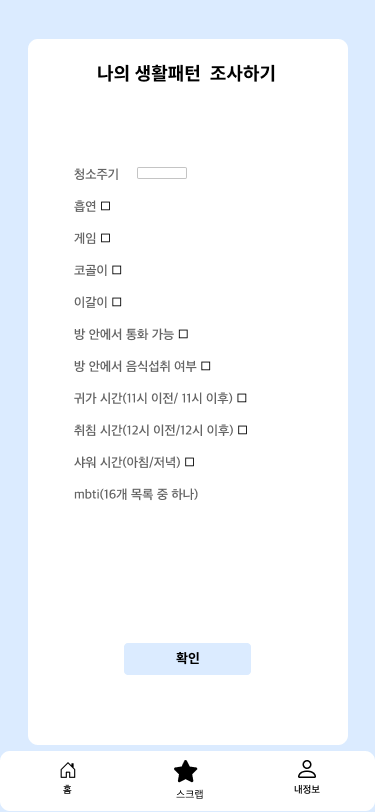 나의 생활패턴 조사하기
청소주기
흡연
게임
코골이
이갈이
방 안에서 통화 가능
방 안에서 음식섭취 여부
귀가 시간(11시 이전/ 11시 이후)
취침 시간(12시 이전/12시 이후)
샤워 시간(아침/저녁)
mbti(16개 목록 중 하나)
확인
홈
스크랩
내정보